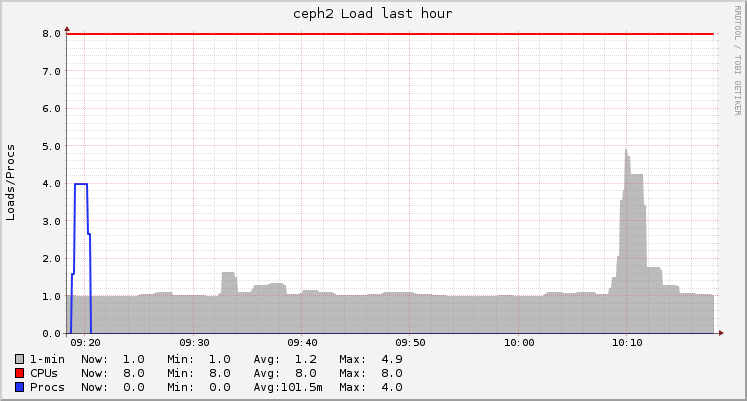 ceph2 Load last hour
RRDTOOL / TOBI OETIKER
Loads/Procs
8.0
7.0
6.0
5.0
4.0
3.0
2.0
1.0
0.0
09:20 09:30 09:40 09:50 10:00 10:10
1-min Now: 1.0 Min: 1.0 Avg: 1.2 Max: 4.9
CPUs Now: 8.0 Min: 8.0 Avg: 8.0 Max: 8.0
Procs Now: 0.0 Min: 0.0 Avg:101.5m Max: 4.0